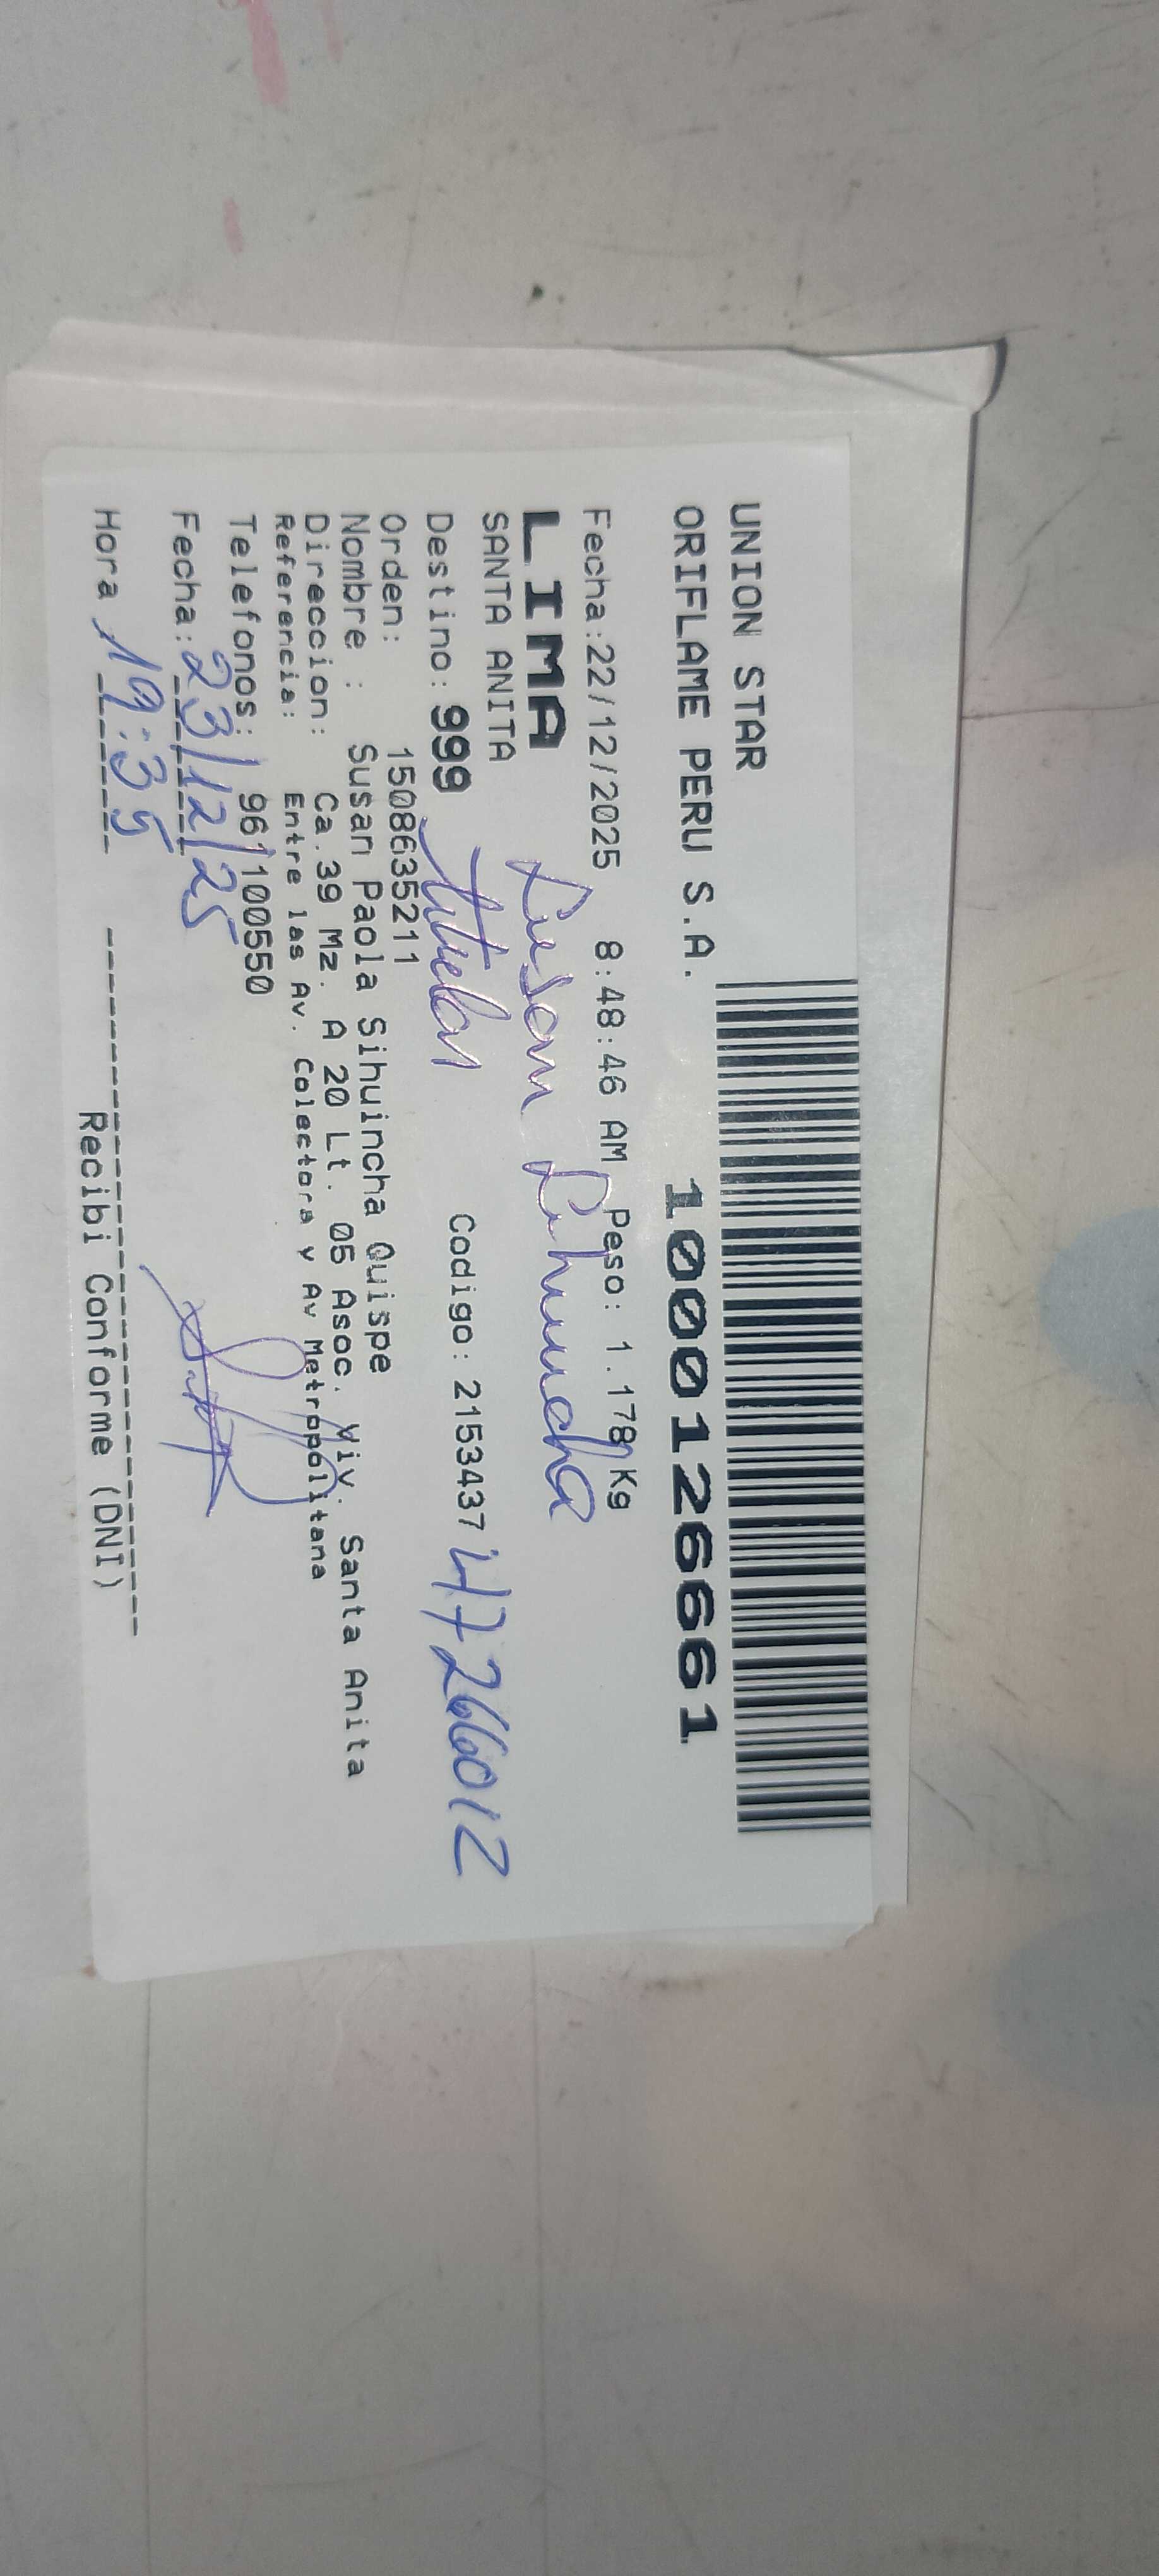 UNION STAR
ORIFLAME PERU S.A. 1000126661
Fecha:22/12/2025 8:48:46 AM Peso: 1.178 Kg
LIMA Susan Sihuincha
SANTA ANITA
Destino: 999 titular Codigo: 2153437 47266012
Orden: 1508635211
Nombre : Susan Paola Sihuincha Quispe
Direccion: Ca.39 Mz. A 20 Lt. 05 Asoc. Viv. Santa Anita
Referencia: Entre las Av. Colectora y Av Metropolitana
Telefonos: 961100550
Fecha: 23/12/25
Hora 19:35
Recibi Conforme (DNI)